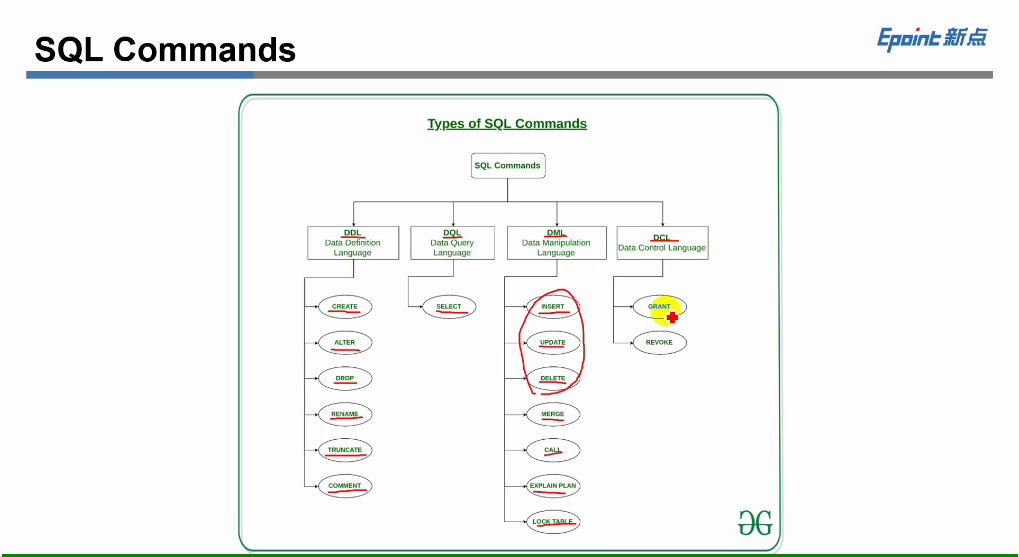 SQL Commands
Epoint 新点
Types of SQL Commands
SQL Commands
DDL
Data Definition
Language
DQL
Data Query
Language
DML
Data Manipulation
Language
DCL
Data Control Language
CREATE
ALTER
DROP
RENAME
TRUNCATE
COMMENT
SELECT
INSERT
UPDATE
DELETE
MERGE
CALL
EXPLAIN PLAN
LOCK TABLE
GRANT
REVOKE